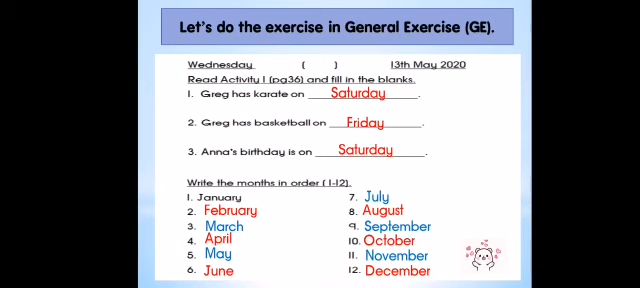 Let's do the exercise in General Exercise (GE).
Wednesday ( ) 13th May 2020
Read Activity 1 (pg36) and fill in the blanks.
1. Greg has karate on Saturday.
2. Greg has basketball on Friday.
3. Anna's birthday is on Saturday.
Write the months in order (1-12).
1. January
2. February
3. March
4. April
5. May
6. June
7. July
8. August
9. September
10. October
11. November
12. December